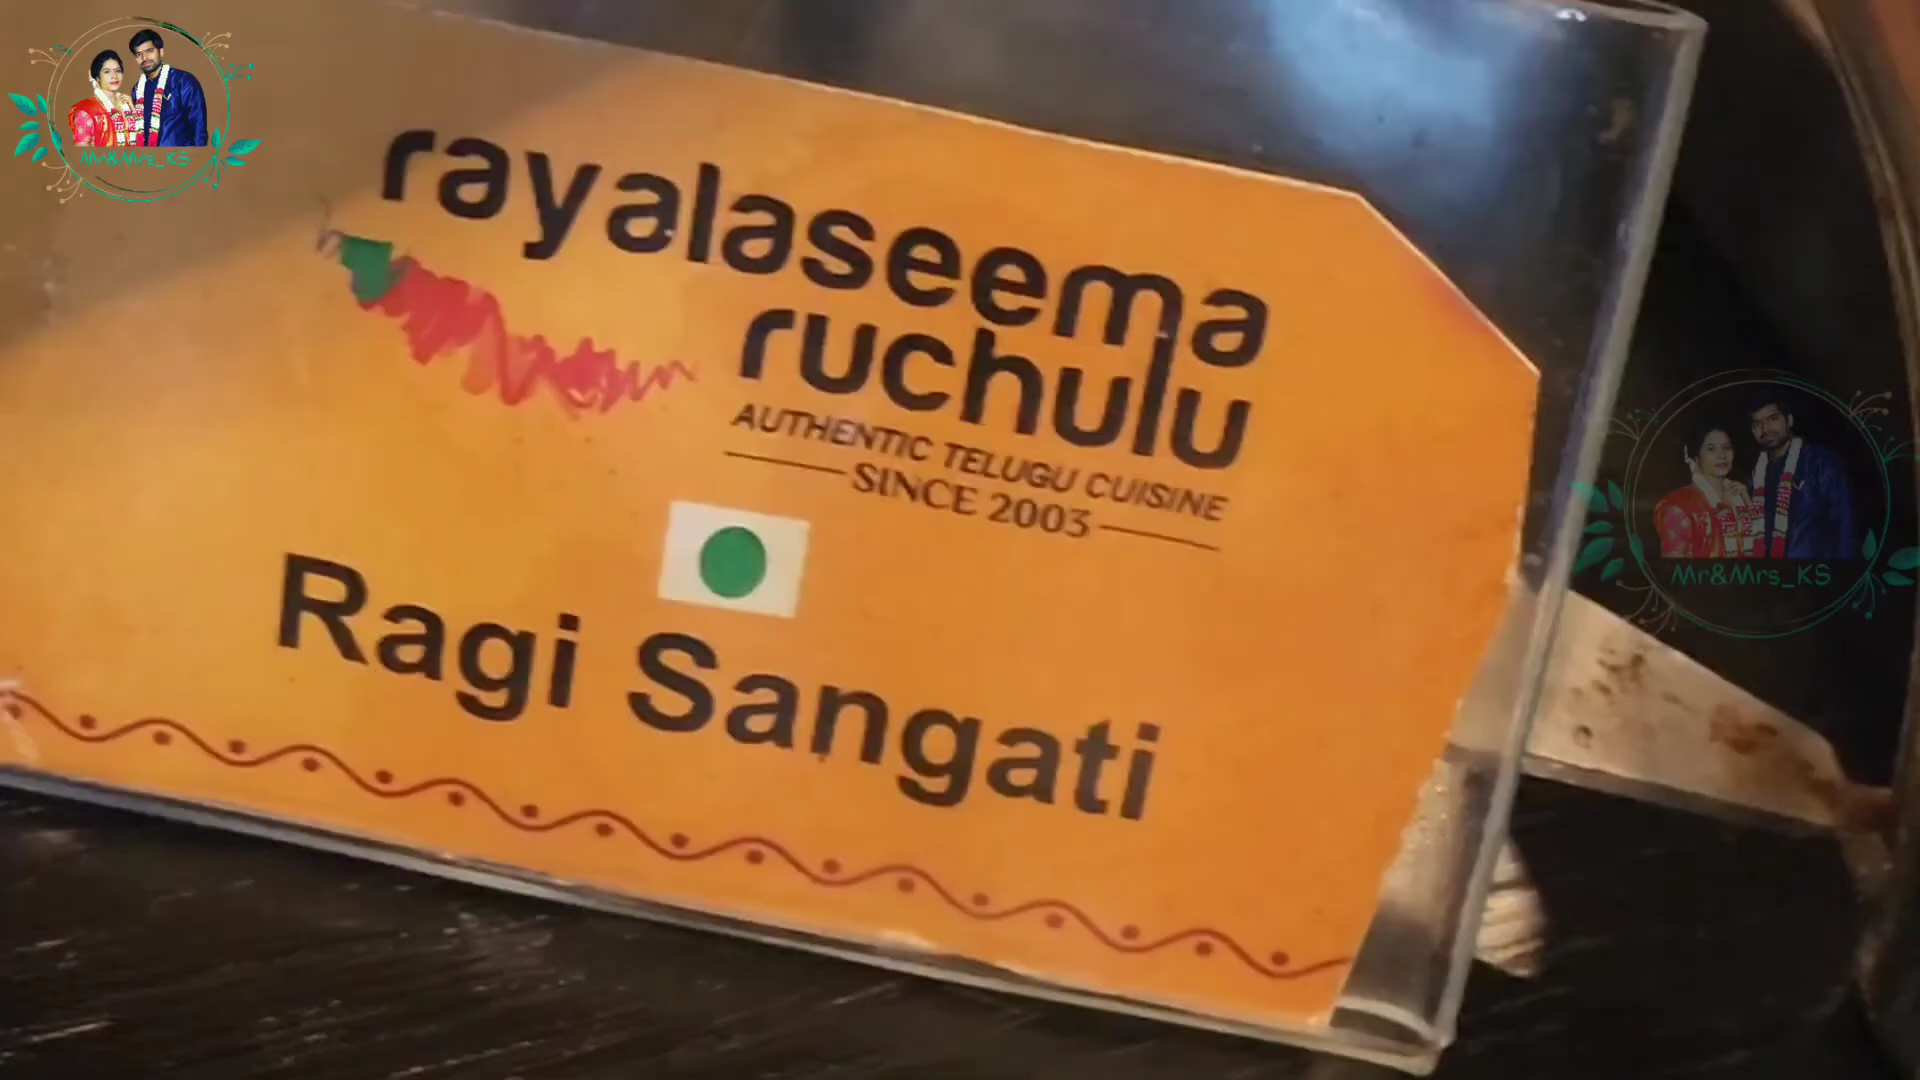 Mr&Mrs_KS
rayalaseema
ruchulu
AUTHENTIC TELUGU CUISINE
SINCE 2003
Ragi Sangati
Mr&Mrs_KS